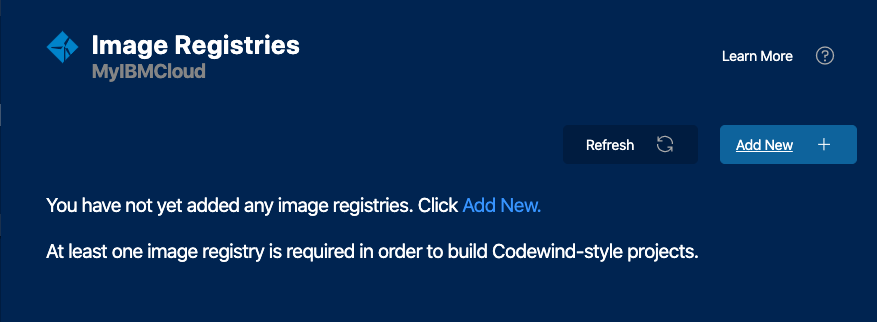 Image Registries
MyIBMCloud
Learn More
Refresh
Add New
You have not yet added any image registries. Click Add New.
At least one image registry is required in order to build Codewind-style projects.